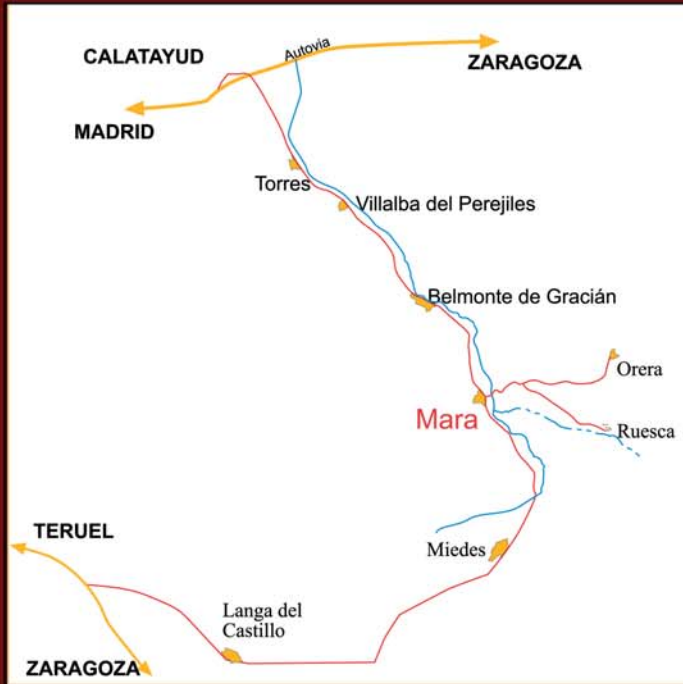 Autovia
CALATAYUD
ZARAGOZA
MADRID
Torres
Villalba del Perejiles
Belmonte de Gracián
Orera
Mara
Ruesca
TERUEL
Miedes
Langa del
Castillo
ZARAGOZA